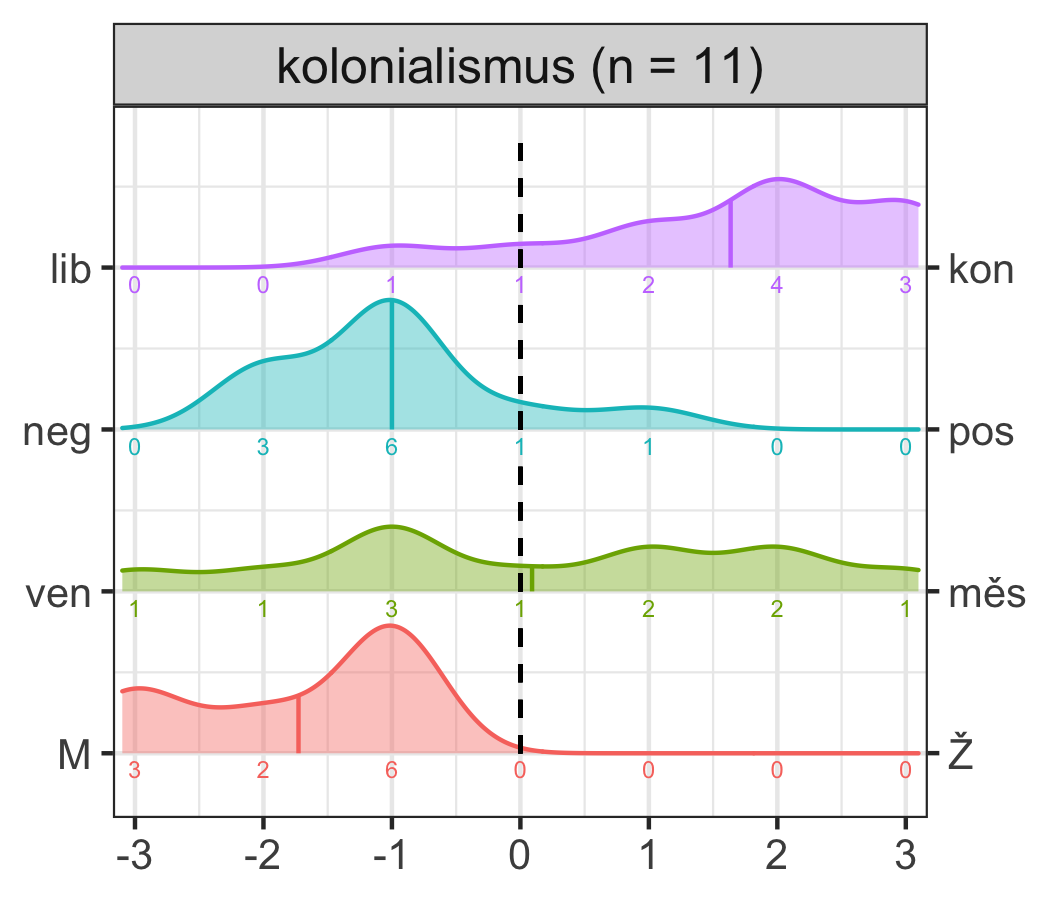 kolonialismus (n = 11)
lib kon
0 0 1 1 2 4 3
neg pos
0 3 6 1 1 0 0
ven měs
1 1 3 1 2 2 1
M Ž
3 2 6 0 0 0 0
-3 -2 -1 0 1 2 3